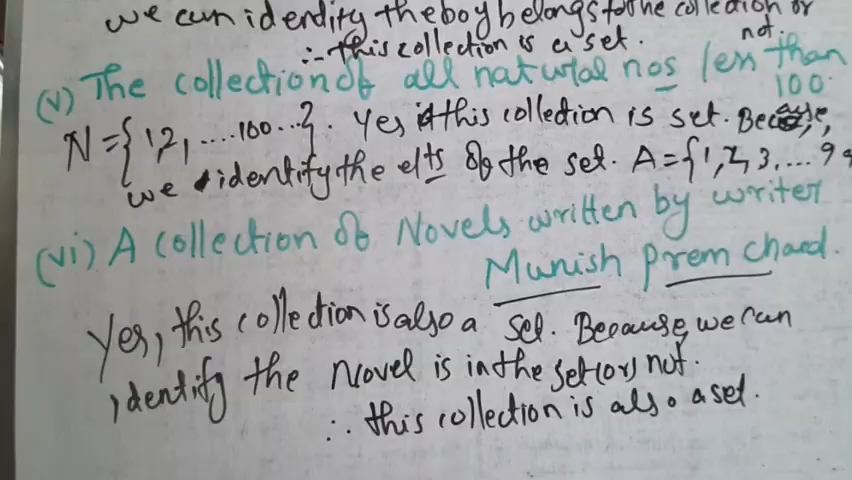 we can identity the boy belongs to the collection or
not.
∴ this collection is a set.
(v) The collection of all natural nos less than
100.
N = {1,2, ....100...}. Yes this collection is set. Because,
we identify the elts of the set. A = {1,2,3,....99
(vi) A collection of Novels written by writer
Munish Prem chand.
Yes, this collection is also a set. Because, we can
identify the Novel is in the set (or) not.
∴ this collection is also a set.